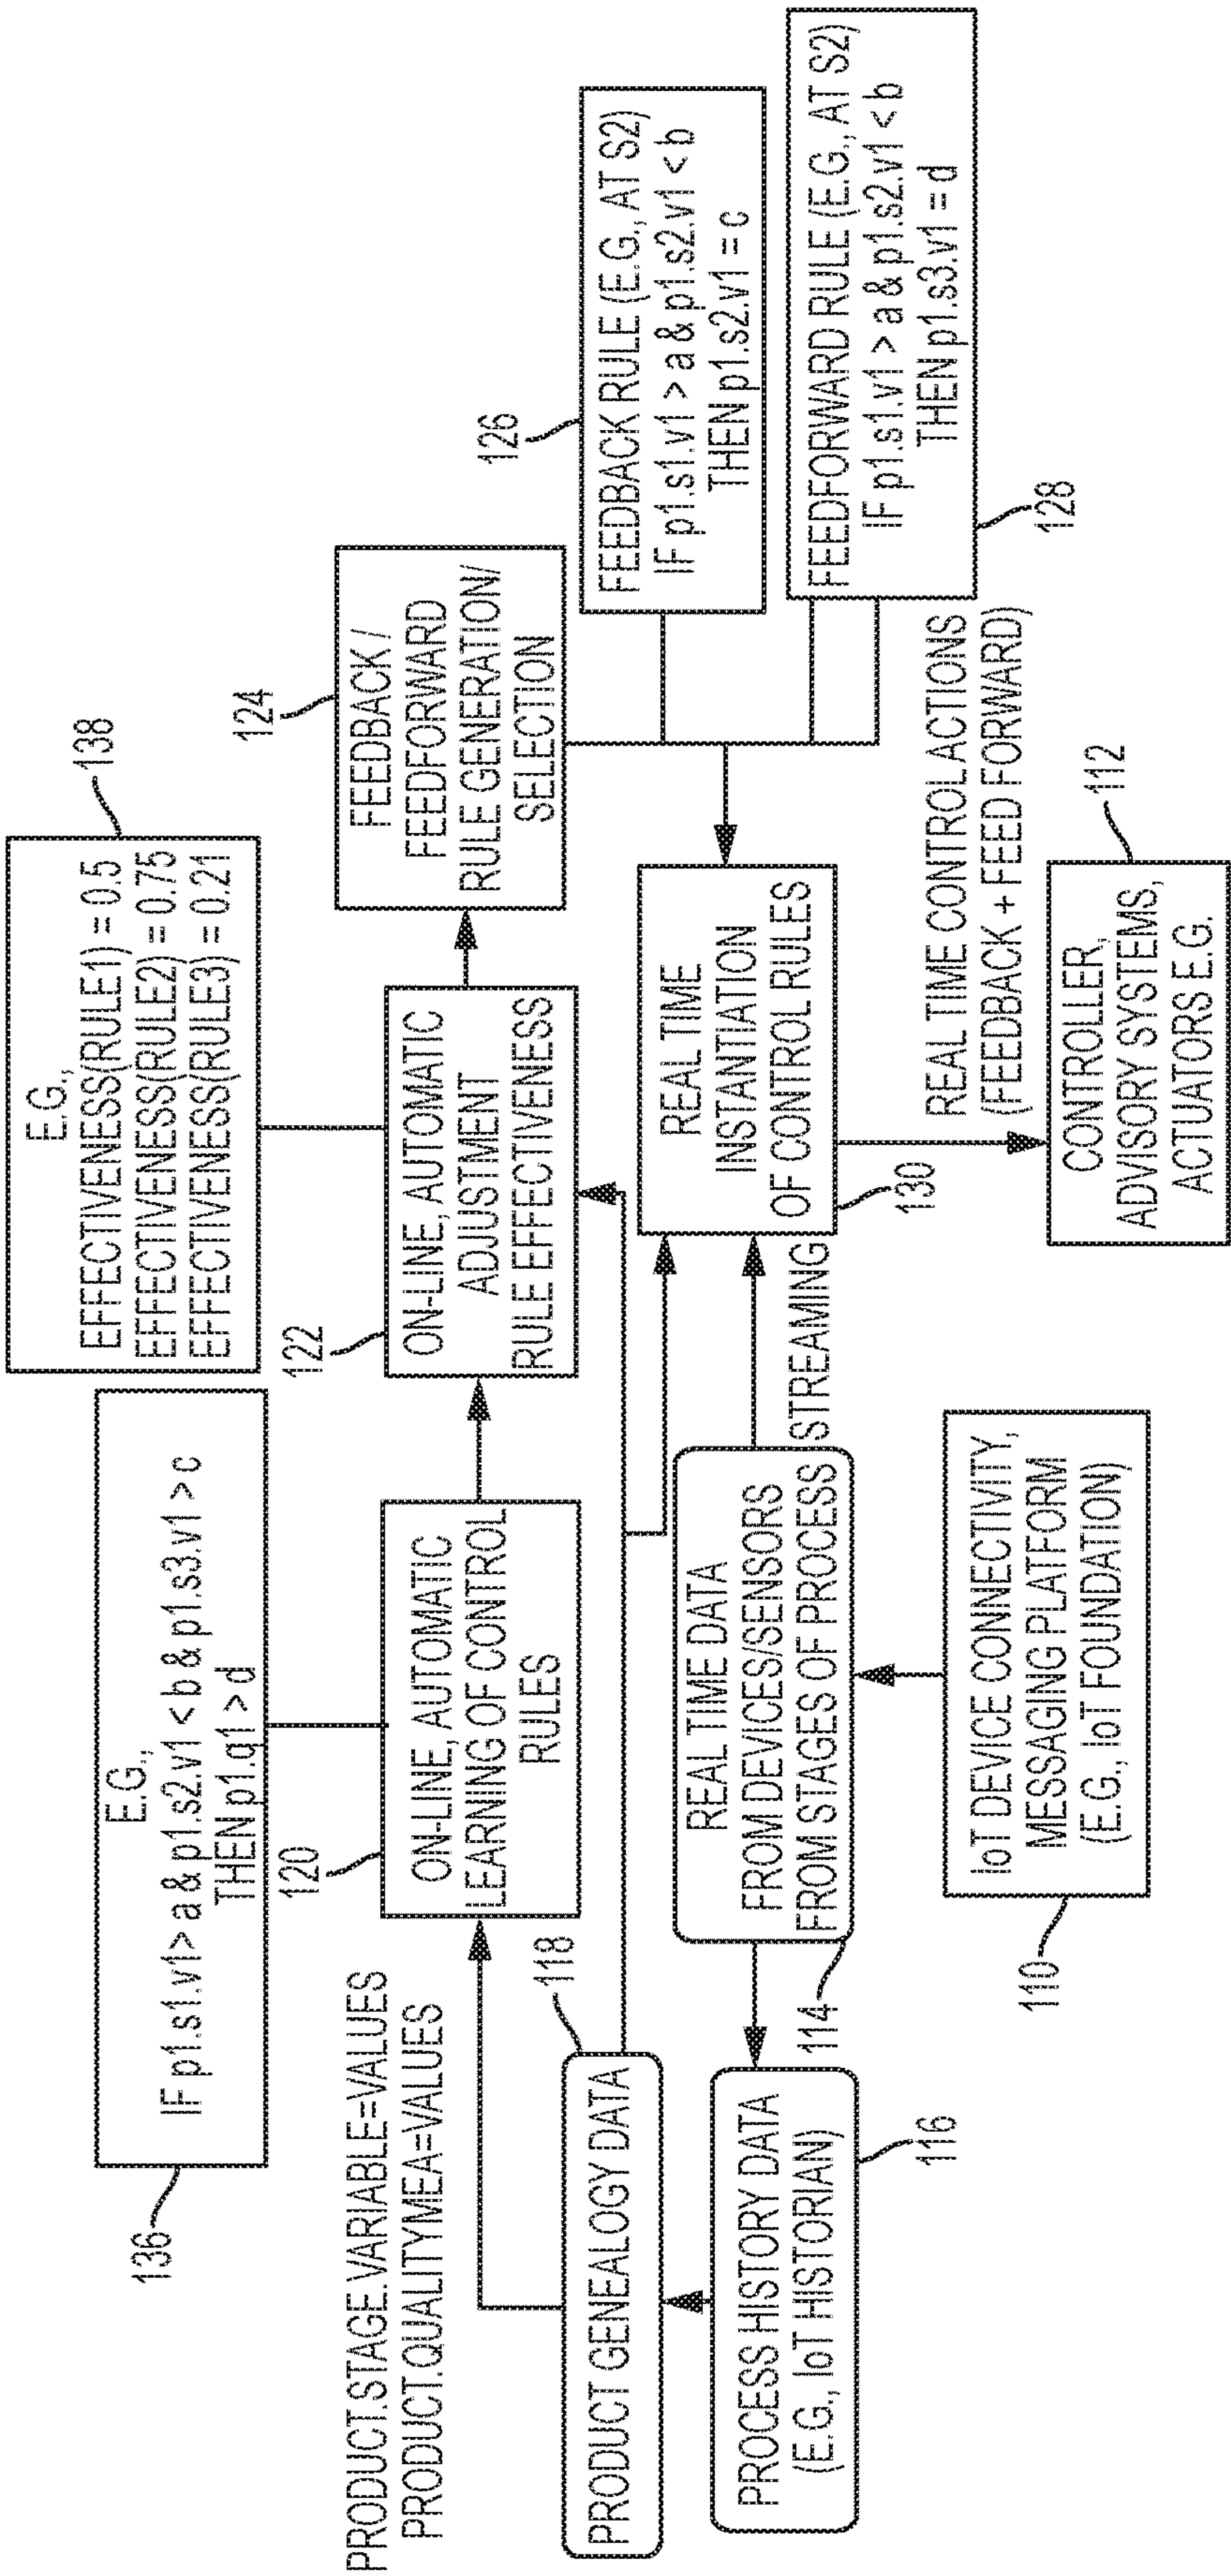 E.G.,
IF p1.s1.v1> a & p1.s2.v1 < b & p1.s3.v1 > c
THEN p1.q1 > d
136
E.G.,
EFFECTIVENESS(RULE1) = 0.5
EFFECTIVENESS(RULE2) = 0.75
EFFECTIVENESS(RULE3) = 0.21
138
PRODUCT.STAGE.VARIABLE=VALUES
PRODUCT.QUALITYMEA=VALUES
120
ON-LINE, AUTOMATIC
LEARNING OF CONTROL
RULES
122
ON-LINE, AUTOMATIC
ADJUSTMENT
RULE EFFECTIVENESS
124
FEEDBACK /
FEEDFORWARD
RULE GENERATION/
SELECTION
PRODUCT GENEALOGY DATA
118
126
FEEDBACK RULE (E.G., AT S2)
IF p1.s1.v1 > a & p1.s2.v1 < b
THEN p1.s2.v1 = c
PROCESS HISTORY DATA
(E.G., IoT HISTORIAN)
116
REAL TIME DATA
FROM DEVICES/SENSORS
FROM STAGES OF PROCESS
114
STREAMING
REAL TIME
INSTANTIATION
OF CONTROL RULES
130
FEEDFORWARD RULE (E.G., AT S2)
IF p1.s1.v1 > a & p1.s2.v1 < b
THEN p1.s3.v1 = d
128
REAL TIME CONTROL ACTIONS
(FEEDBACK + FEED FORWARD)
IoT DEVICE CONNECTIVITY,
MESSAGING PLATFORM
(E.G., IoT FOUNDATION)
110
CONTROLLER,
ADVISORY SYSTEMS,
ACTUATORS E.G.
112